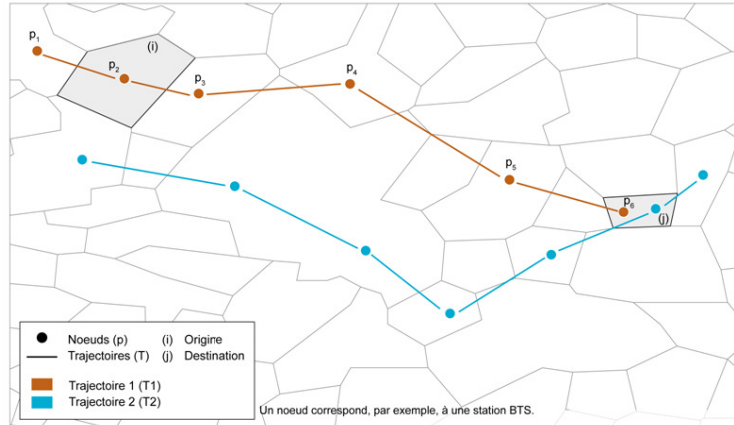 p1
(i)
p2
p3
p4
p5
p6
(j)
Noeuds (p) (i) Origine
Trajectoires (T) (j) Destination
Trajectoire 1 (T1)
Trajectoire 2 (T2)
Un noeud correspond, par exemple, à une station BTS.